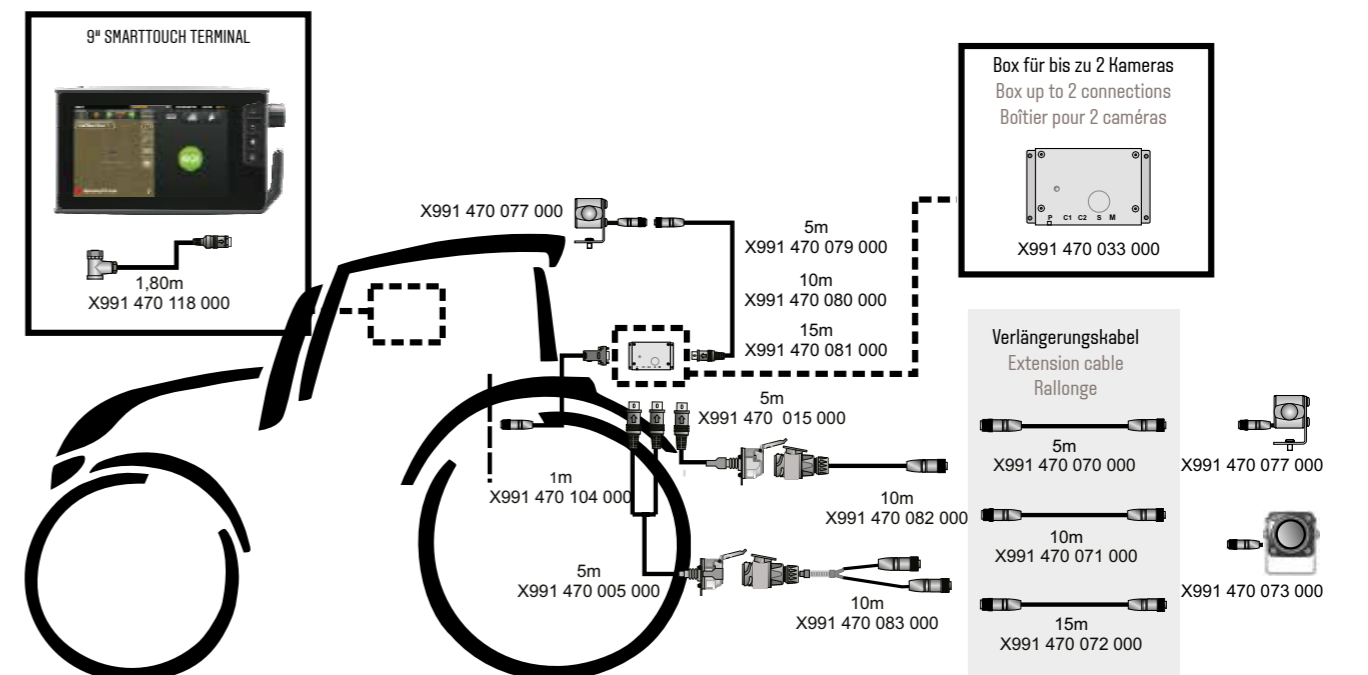 9" SMARTTOUCH TERMINAL
1,80m
X991 470 118 000
Box für bis zu 2 Kameras
Box up to 2 connections
Boîtier pour 2 caméras
P C1 C2 S M
X991 470 033 000
X991 470 077 000
5m
X991 470 079 000
10m
X991 470 080 000
15m
X991 470 081 000
5m
X991 470 015 000
1m
X991 470 104 000
10m
X991 470 082 000
5m
X991 470 005 000
10m
X991 470 083 000
Verlängerungskabel
Extension cable
Rallonge
5m
X991 470 070 000
10m
X991 470 071 000
15m
X991 470 072 000
X991 470 077 000
X991 470 073 000